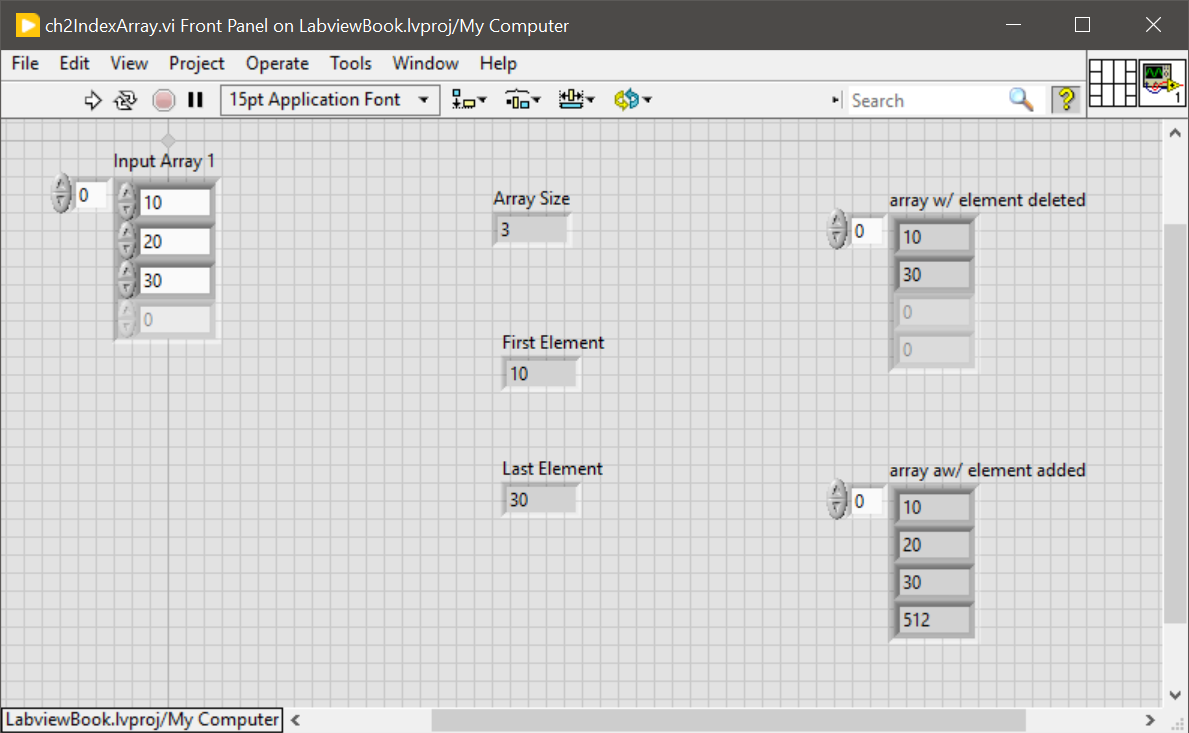 ch2IndexArray.vi Front Panel on LabviewBook.lvproj/My Computer
File Edit View Project Operate Tools Window Help
15pt Application Font
Search
?
1
Input Array 1
0
10
20
30
0
Array Size
3
First Element
10
Last Element
30
array w/ element deleted
0
10
30
0
0
array aw/ element added
0
10
20
30
512
LabviewBook.lvproj/My Computer